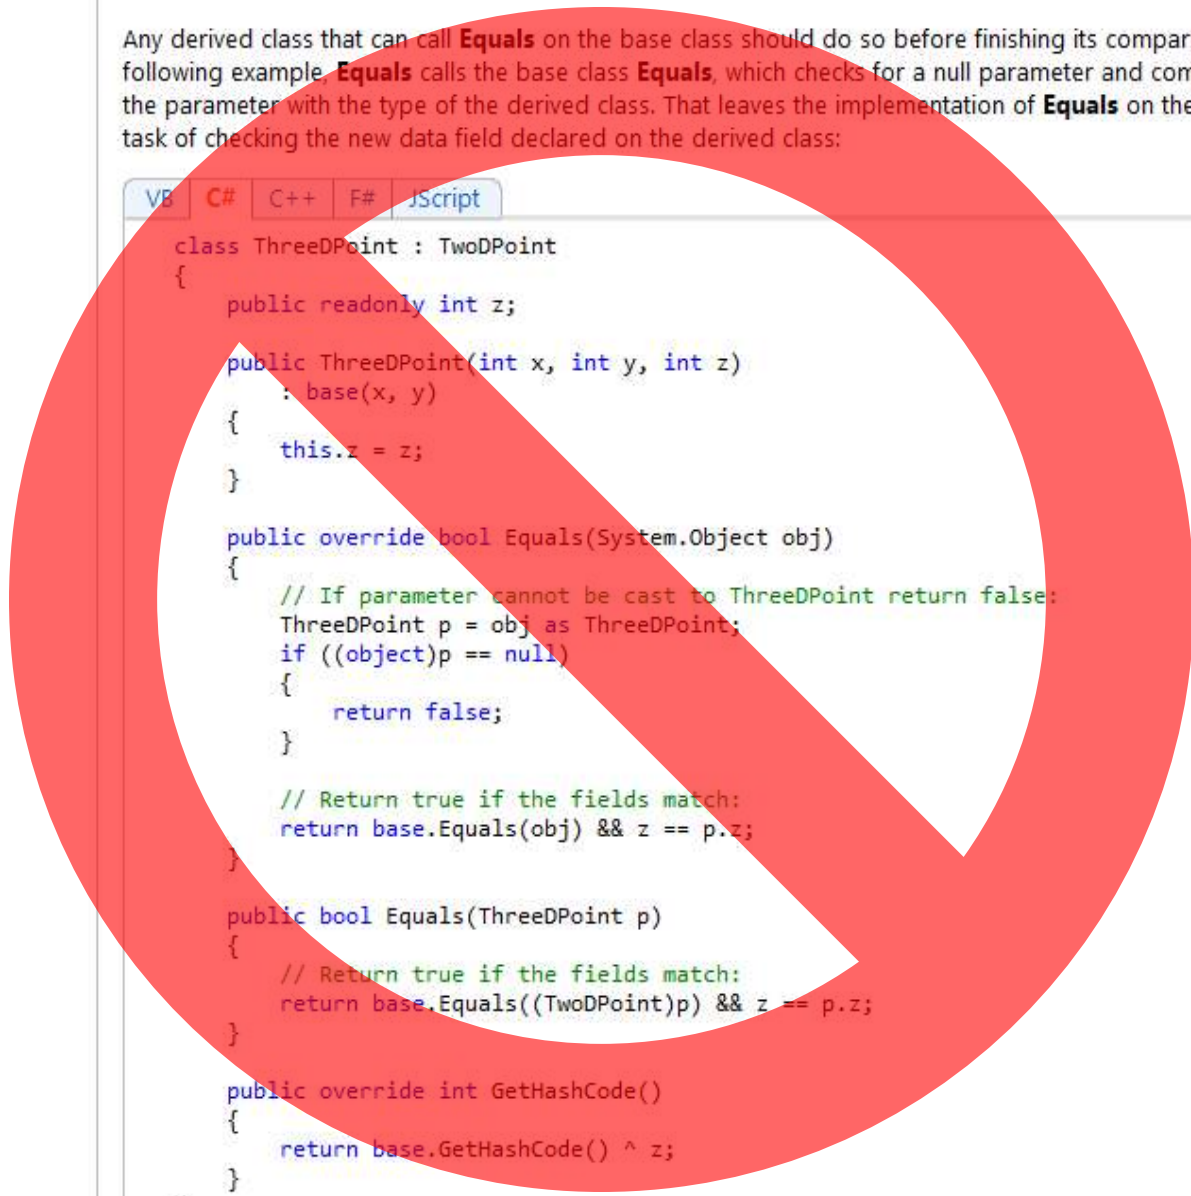 Any derived class that can call Equals on the base class should do so before finishing its compar
following example, Equals calls the base class Equals, which checks for a null parameter and com
the parameter with the type of the derived class. That leaves the implementation of Equals on the
task of checking the new data field declared on the derived class:
VB C# C++ F# JScript
class ThreeDPoint : TwoDPoint
{
public readonly int z;
public ThreeDPoint(int x, int y, int z)
: base(x, y)
{
this.z = z;
}
public override bool Equals(System.Object obj)
{
// If parameter cannot be cast to ThreeDPoint return false:
ThreeDPoint p = obj as ThreeDPoint;
if ((object)p == null)
{
return false;
}
// Return true if the fields match:
return base.Equals(obj) && z == p.z;
}
public bool Equals(ThreeDPoint p)
{
// Return true if the fields match:
return base.Equals((TwoDPoint)p) && z == p.z;
}
public override int GetHashCode()
{
return base.GetHashCode() ^ z;
}